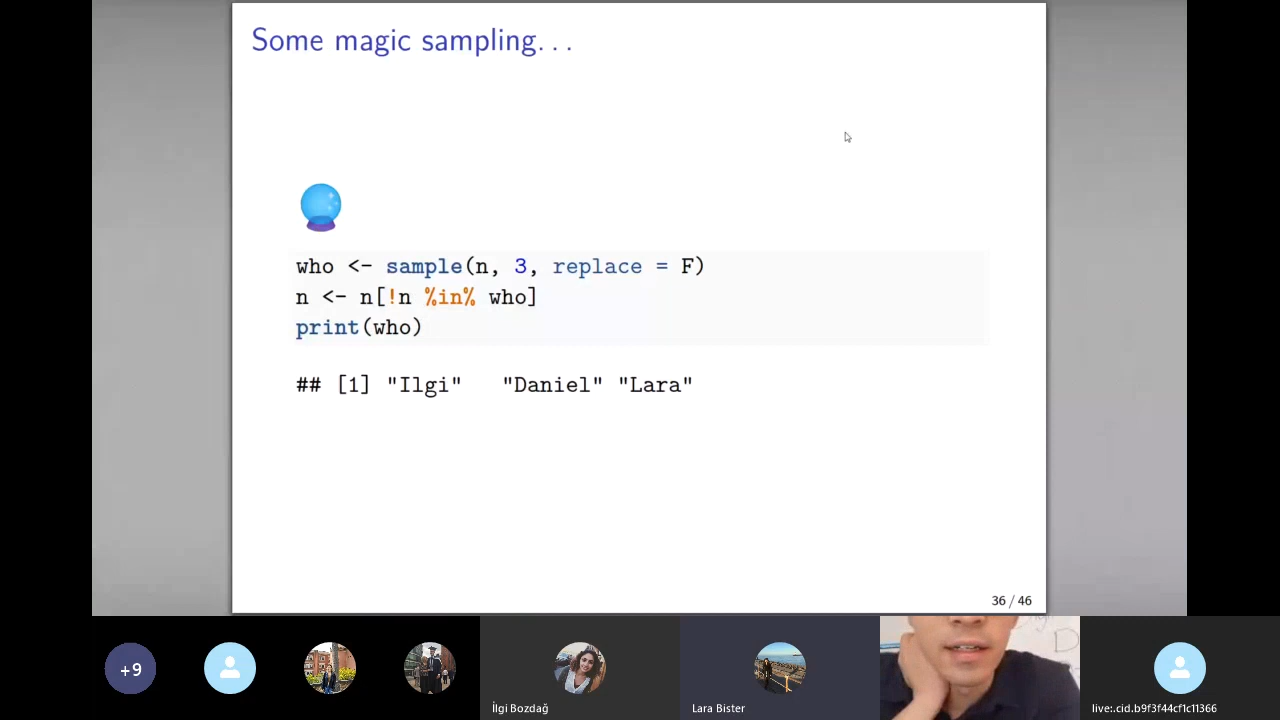 Some magic sampling. . .
who <- sample(n, 3, replace = F)
n <- n[!n %in% who]
print(who)
## [1] "Ilgi"   "Daniel" "Lara"
36 / 46
+9
İlgi Bozdağ
Lara Bister
live:.cid.b9f3f44cf1c11366